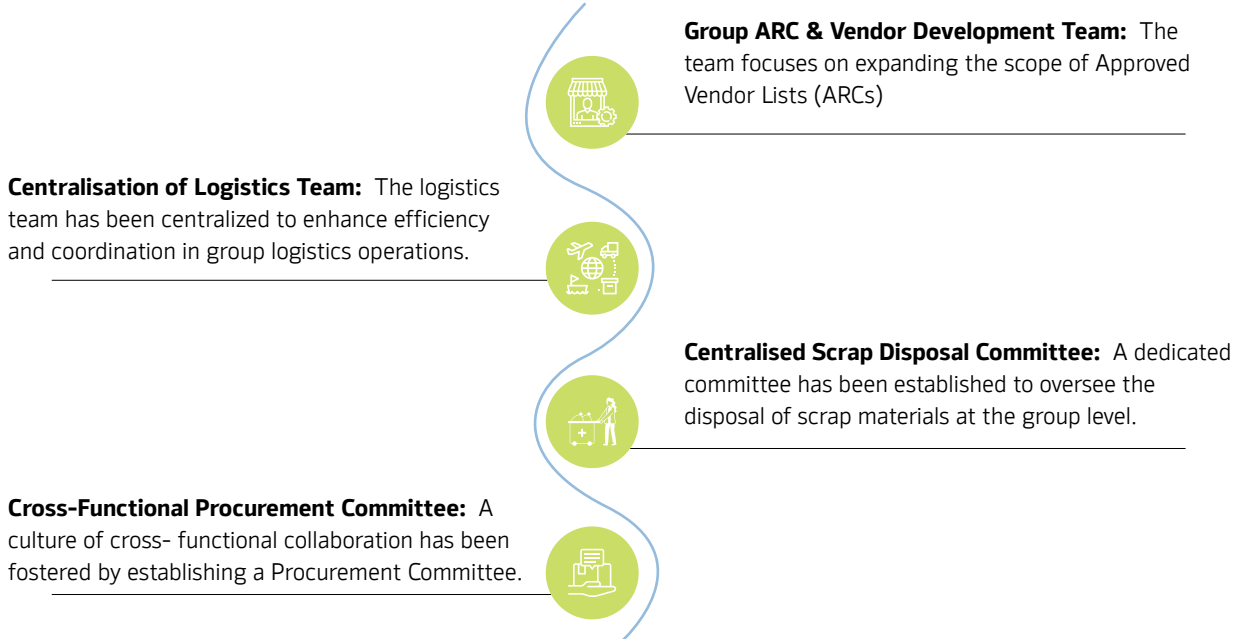 Group ARC & Vendor Development Team: The
team focuses on expanding the scope of Approved
Vendor Lists (ARCs)
Centralisation of Logistics Team: The logistics
team has been centralized to enhance efficiency
and coordination in group logistics operations.
Centralised Scrap Disposal Committee: A dedicated
committee has been established to oversee the
disposal of scrap materials at the group level.
Cross-Functional Procurement Committee: A
culture of cross- functional collaboration has been
fostered by establishing a Procurement Committee.